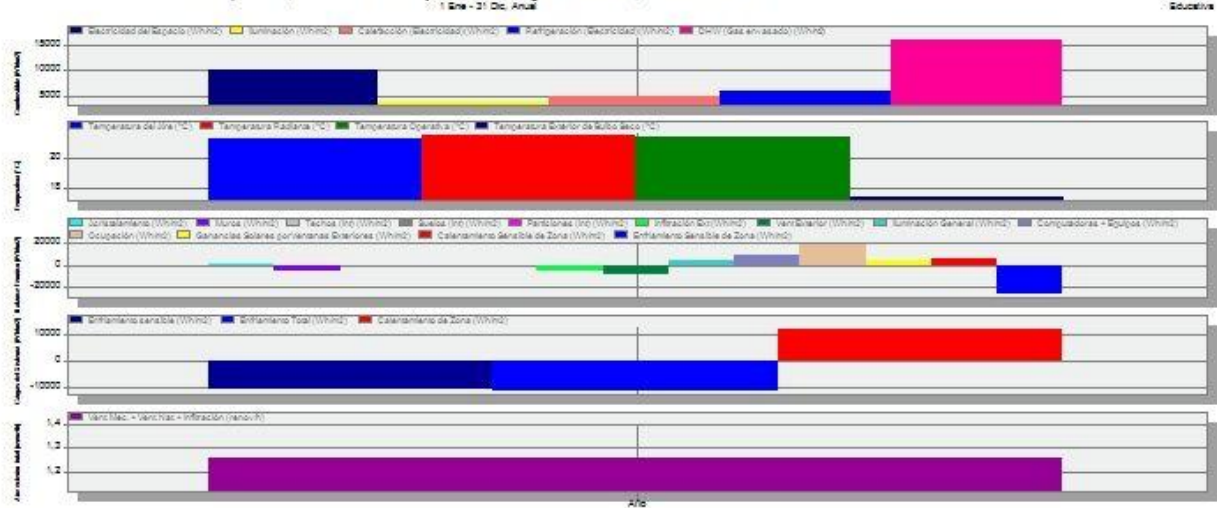 1 Ene - 31 Dic, Anual
Educativa
Electricidad del Espacio (Wh/m2) Iluminación (Wh/m2) Calefacción (Electricidad) (Wh/m2) Refrigeración (Electricidad) (Wh/m2) DHW (Gas envasado) (Wh/m2)
15000
10000
5000
Temperatura del Aire (°C) Temperatura Radiante (°C) Temperatura Operativa (°C) Temperatura Exterior de Bulbo Seco (°C)
20
15
Acristalamiento (Wh/m2) Muros (Wh/m2) Techos (int) (Wh/m2) Suelos (int) (Wh/m2) Particiones (int) (Wh/m2) Infiltración Ext (Wh/m2) Vent Exterior (Wh/m2) Iluminación General (Wh/m2) Computadoras + Equipos (Wh/m2)
Ocupación (Wh/m2) Ganancias Solares por Ventanas Exteriores (Wh/m2) Calentamiento Sensible de Zona (Wh/m2) Enfriamiento Sensible de Zona (Wh/m2)
20000
0
-20000
Enfriamiento sensible (Wh/m2) Enfriamiento Total (Wh/m2) Calentamiento de Zona (Wh/m2)
10000
0
-10000
Vent Mec. + Vent Nat + Infiltración (renov/h)
1,4
1,3
1,2
Año